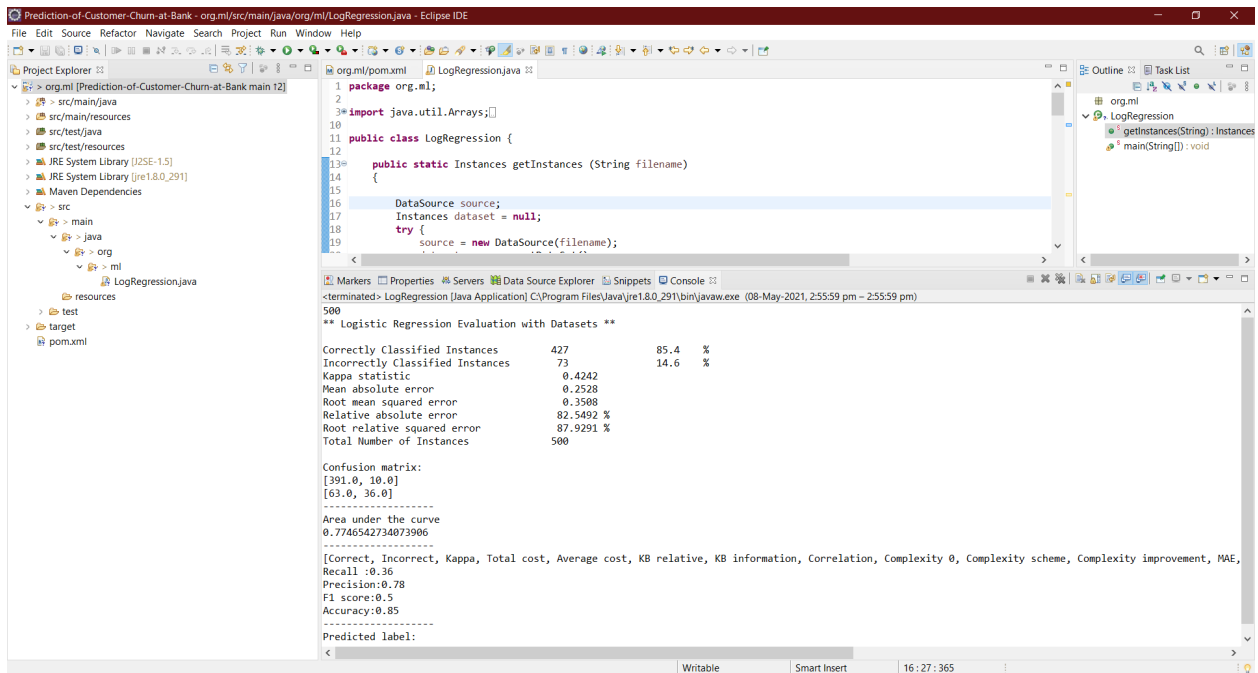 Prediction-of-Customer-Churn-at-Bank - org.ml/src/main/java/org/ml/LogRegression.java - Eclipse IDE
File Edit Source Refactor Navigate Search Project Run Window Help
Project Explorer
> org.ml [Prediction-of-Customer-Churn-at-Bank main 12]
> src/main/java
src/main/resources
src/test/java
src/test/resources
JRE System Library [J2SE-1.5]
JRE System Library [jre1.8.0_291]
Maven Dependencies
> src
> main
> java
> org
> ml
LogRegression.java
resources
test
target
pom.xml
org.ml/pom.xml
LogRegression.java
1 package org.ml;
2
3 import java.util.Arrays;
10
11 public class LogRegression {
12
13 public static Instances getInstances (String filename)
14 {
15
16 DataSource source;
17 Instances dataset = null;
18 try {
19 source = new DataSource(filename);
Outline
Task List
org.ml
LogRegression
getInstances(String) : Instances
main(String[]) : void
Markers Properties Servers Data Source Explorer Snippets Console
<terminated> LogRegression [Java Application] C:\Program Files\Java\jre1.8.0_291\bin\javaw.exe (08-May-2021, 2:55:59 pm – 2:55:59 pm)
500
** Logistic Regression Evaluation with Datasets **
Correctly Classified Instances 427 85.4 %
Incorrectly Classified Instances 73 14.6 %
Kappa statistic 0.4242
Mean absolute error 0.2528
Root mean squared error 0.3508
Relative absolute error 82.5492 %
Root relative squared error 87.9291 %
Total Number of Instances 500
Confusion matrix:
[391.0, 10.0]
[63.0, 36.0]
-------------------
Area under the curve
0.7746542734073906
-------------------
[Correct, Incorrect, Kappa, Total cost, Average cost, KB relative, KB information, Correlation, Complexity 0, Complexity scheme, Complexity improvement, MAE,
Recall :0.36
Precision:0.78
F1 score:0.5
Accuracy:0.85
-------------------
Predicted label:
Writable
Smart Insert
16 : 27 : 365